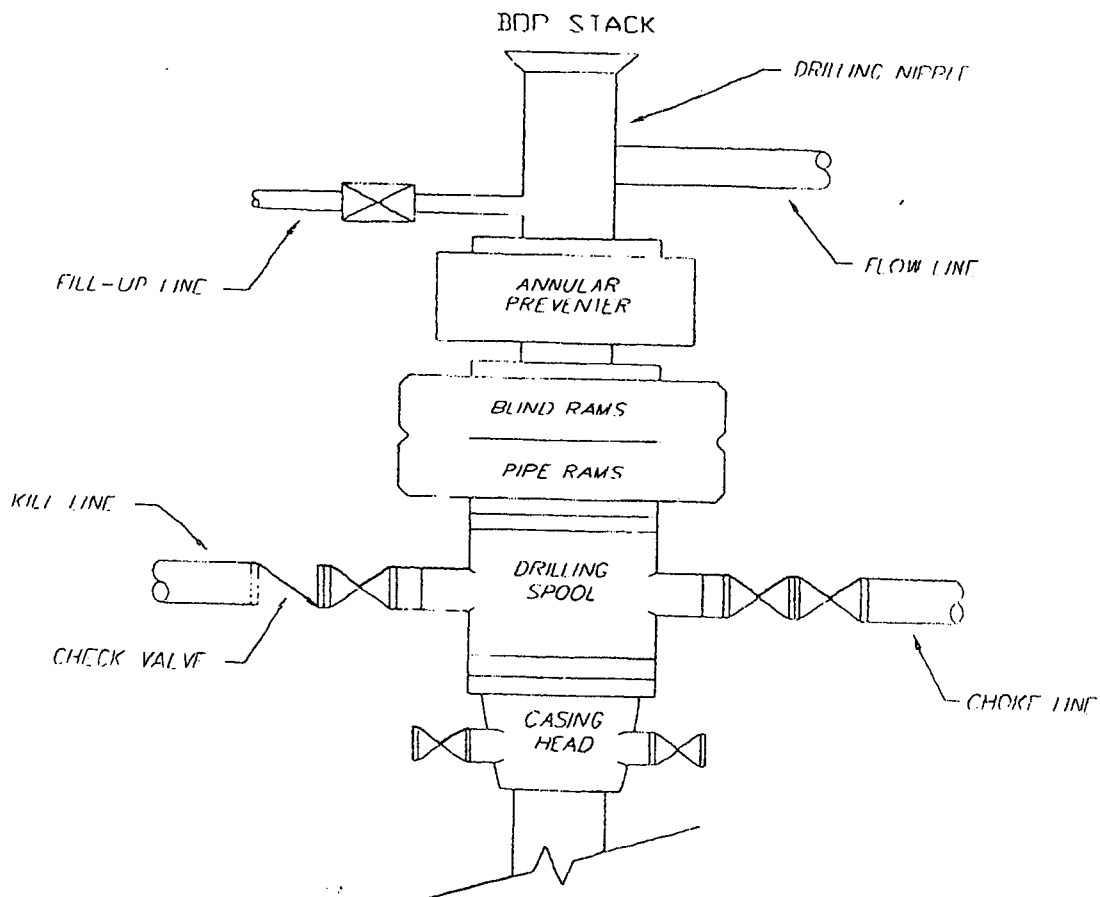 BOP STACK
DRILLING NIPPLE
FILL-UP LINE
FLOW LINE
ANNULAR
PREVENTER
BLIND RAMS
PIPE RAMS
KILL LINE
DRILLING
SPOOL
CHECK VALVE
CHOKE LINE
CASING
HEAD